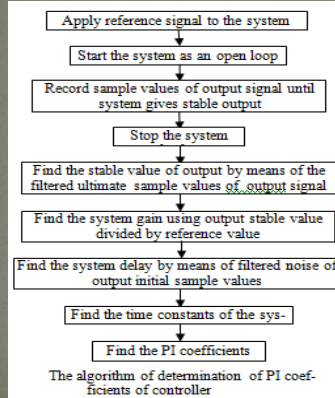 Apply reference signal to the system
Start the system as an open loop
Record sample values of output signal until
system gives stable output
Stop the system
Find the stable value of output by means of the
filtered ultimate sample values of output signal
Find the system gain using output stable value
divided by reference value
Find the system delay by means of filtered noise of
output initial sample values
Find the time constants of the sys-
Find the PI coefficients
The algorithm of determination of PI coef-
ficients of controller